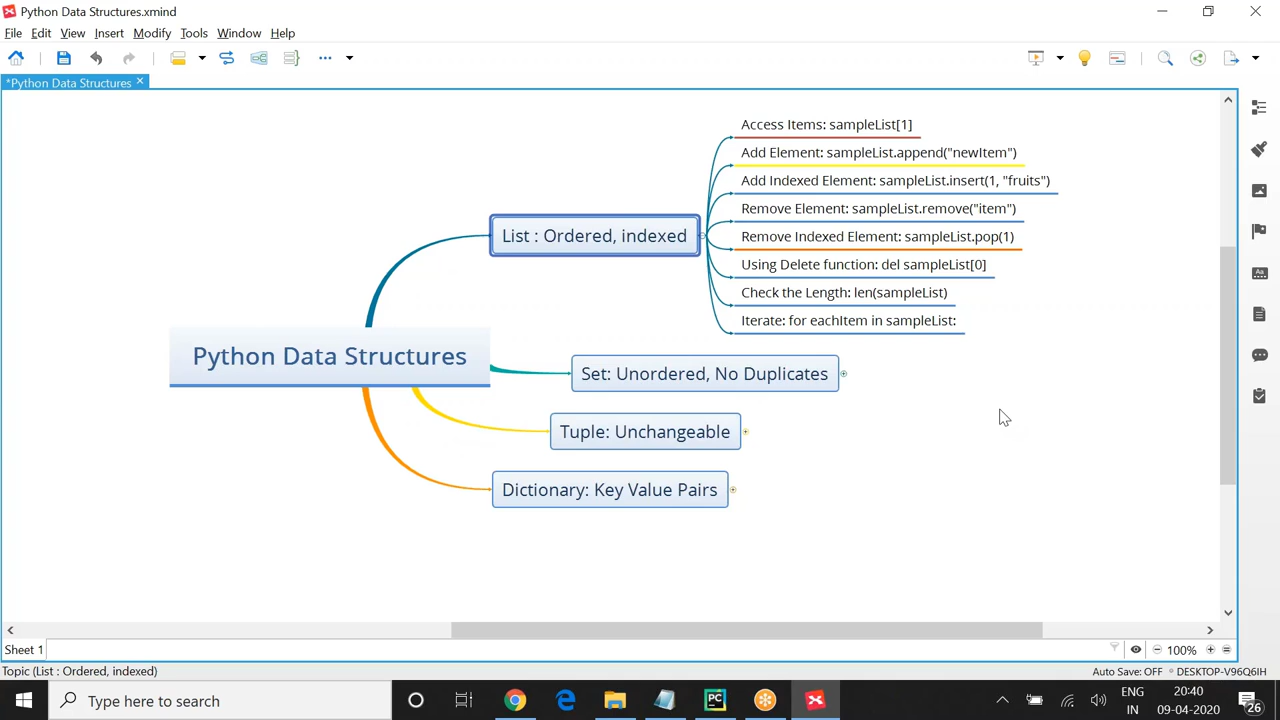 Python Data Structures.xmind
File Edit View Insert Modify Tools Window Help
*Python Data Structures
Access Items: sampleList[1]
Add Element: sampleList.append("newItem")
Add Indexed Element: sampleList.insert(1, "fruits")
Remove Element: sampleList.remove("item")
List : Ordered, indexed
Remove Indexed Element: sampleList.pop(1)
Using Delete function: del sampleList[0]
Check the Length: len(sampleList)
Iterate: for eachItem in sampleList:
Python Data Structures
Set: Unordered, No Duplicates
Tuple: Unchangeable
Dictionary: Key Value Pairs
Sheet 1
100%
Topic (List : Ordered, indexed)
Auto Save: OFF
DESKTOP-V96Q6IH
Type here to search
PC
ENG
IN
20:40
09-04-2020
26